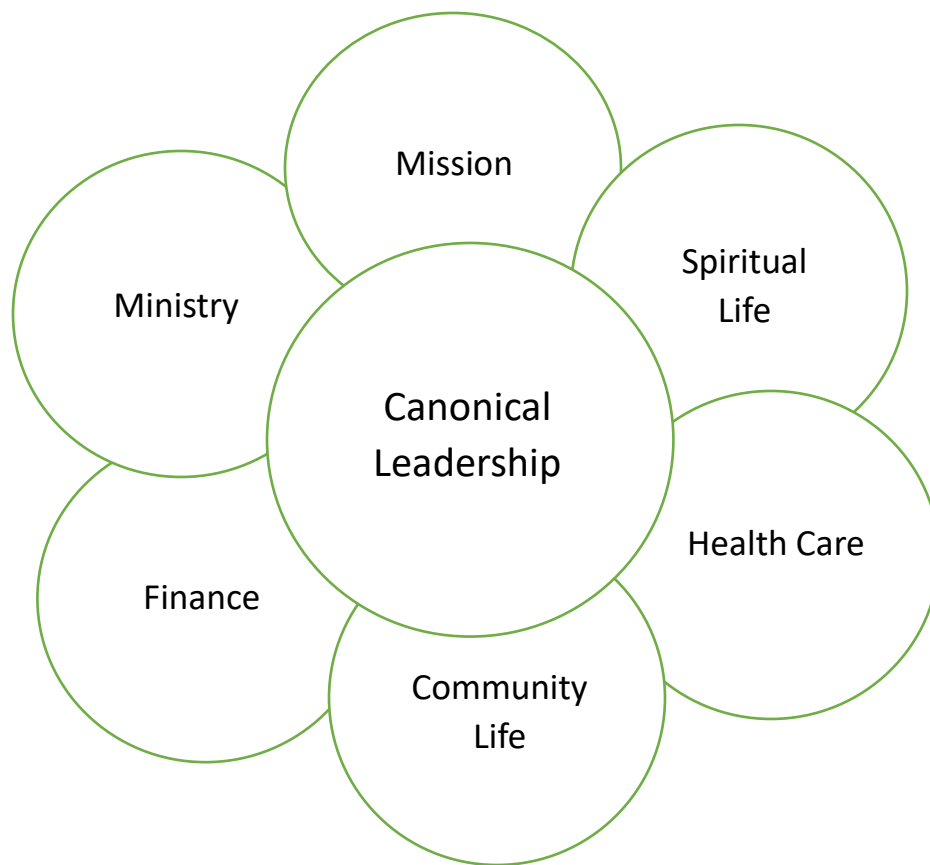 Mission
Spiritual
Life
Ministry
Canonical
Leadership
Health Care
Finance
Community
Life